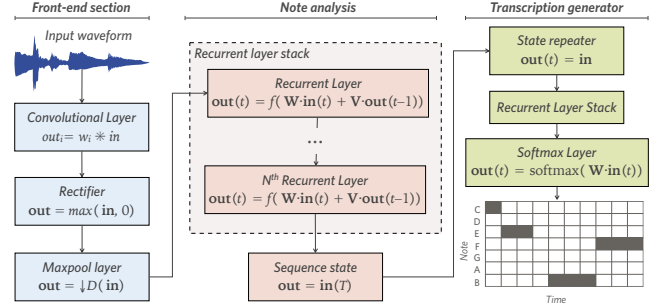 Front-end section
Input waveform
Convolutional Layer
out_i = w_i ∗ in
Rectifier
out = max( in, 0)
Maxpool layer
out = ↓D( in)
Note analysis
Recurrent layer stack
Recurrent Layer
out(t) = f( W·in(t) + V·out(t–1))
...
Nth Recurrent Layer
out(t) = f( W·in(t) + V·out(t–1))
Sequence state
out = in(T)
Transcription generator
State repeater
out(t) = in
Recurrent Layer Stack
Softmax Layer
out(t) = softmax( W·in(t))
Note
C
D
E
F
G
A
B
Time